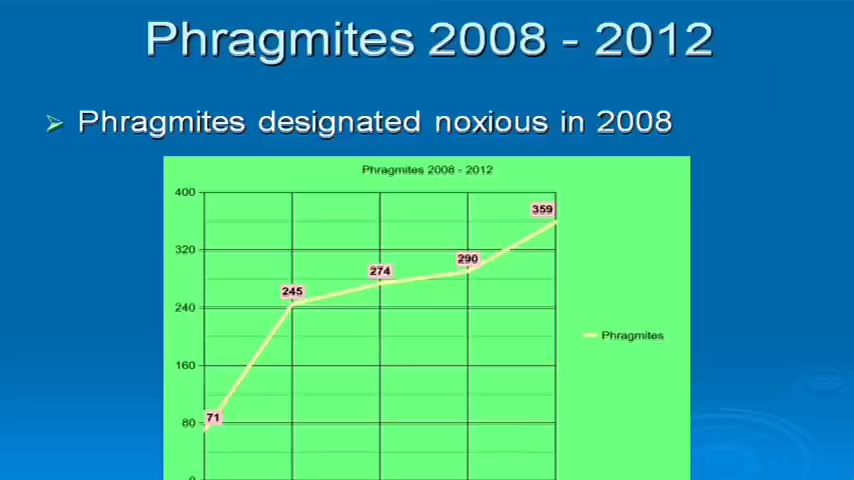 Phragmites 2008 - 2012
Phragmites designated noxious in 2008
Phragmites 2008 - 2012
400
359
320
290
274
245
240
Phragmites
160
71
80
0